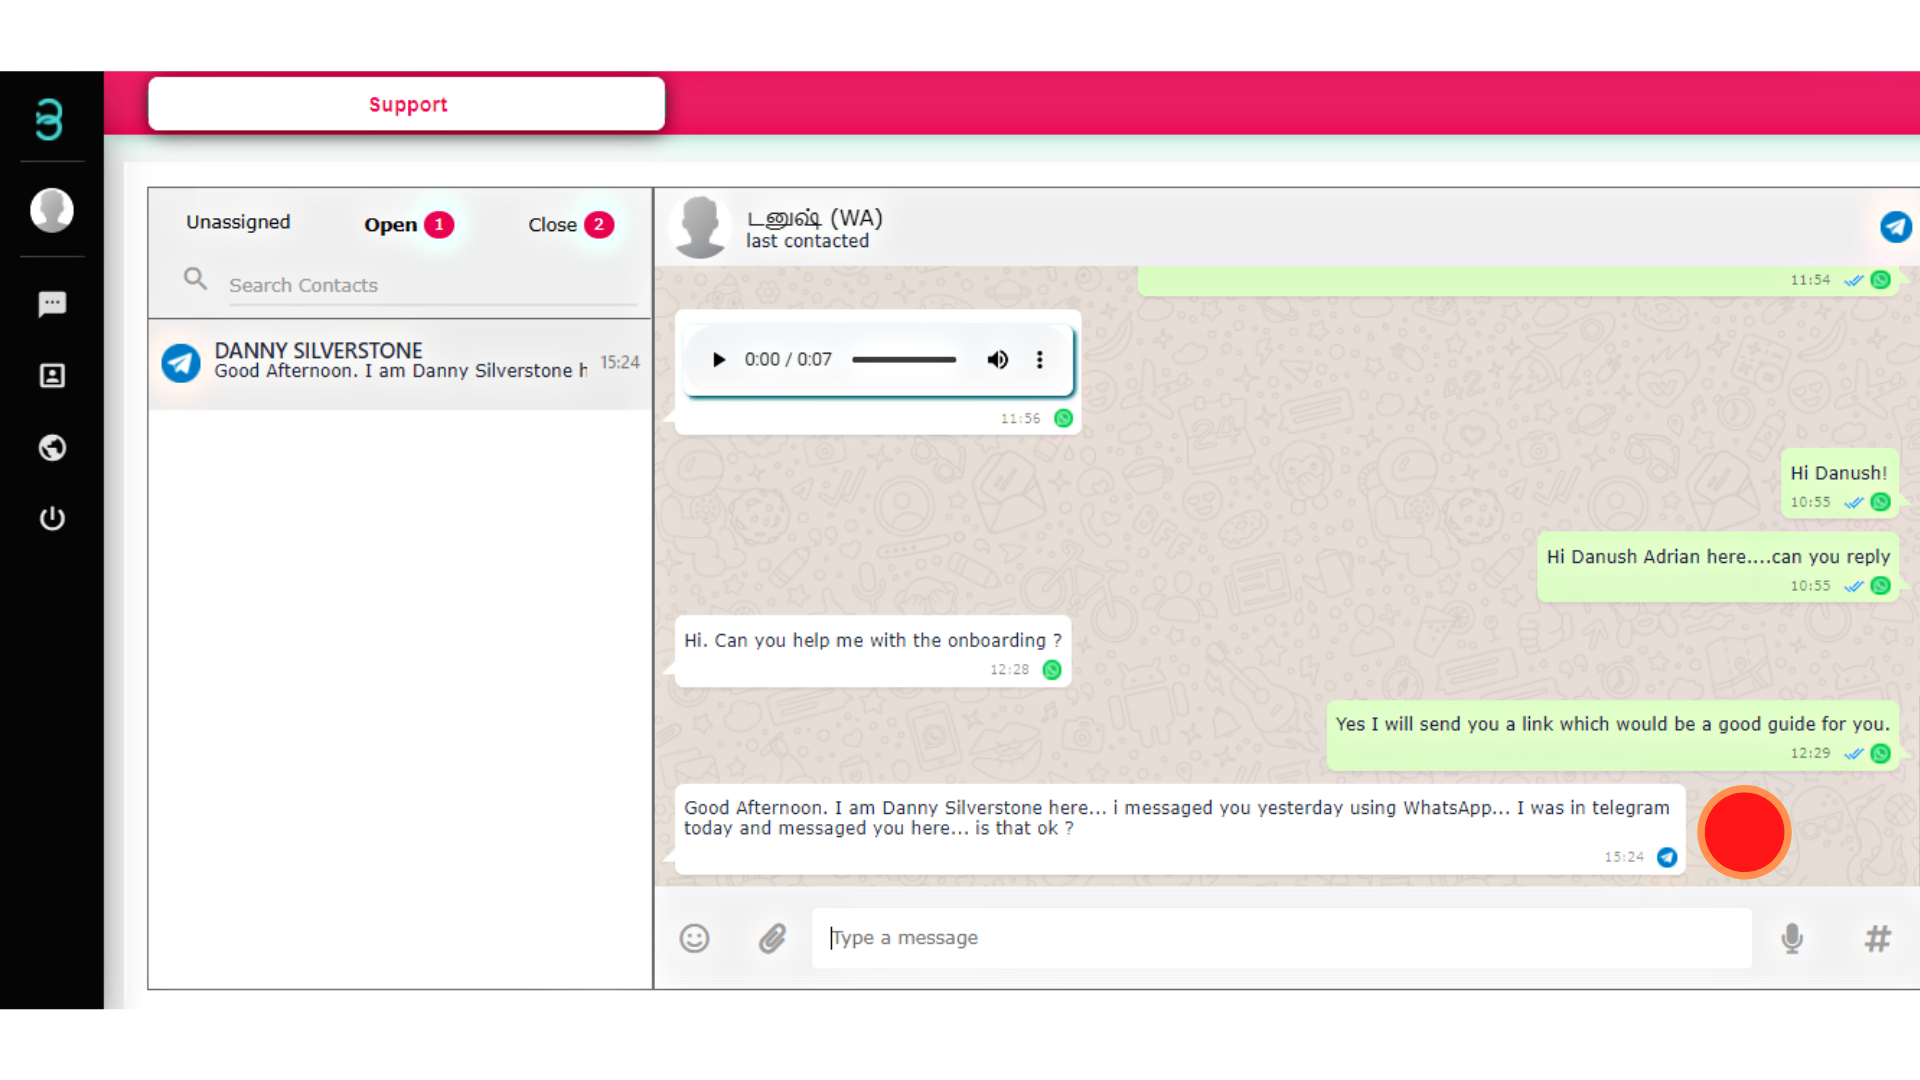 Support
Unassigned
Open 1
Close 2
Search Contacts
DANNY SILVERSTONE
Good Afternoon. I am Danny Silverstone h
15:24
டனுஷ் (WA)
last contacted
11:54
0:00 / 0:07
11:56
Hi Danush!
10:55
Hi Danush Adrian here....can you reply
10:55
Hi. Can you help me with the onboarding ?
12:28
Yes I will send you a link which would be a good guide for you.
12:29
Good Afternoon. I am Danny Silverstone here... i messaged you yesterday using WhatsApp... I was in telegram
today and messaged you here... is that ok ?
15:24
Type a message
#